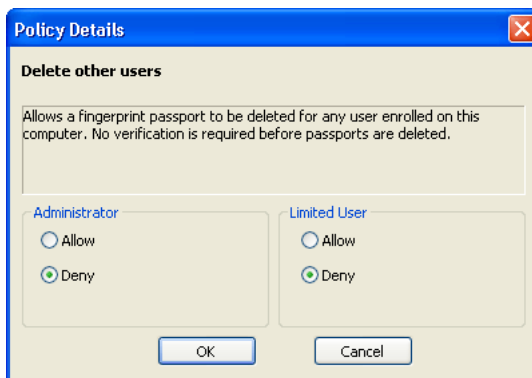 Policy Details
Delete other users
Allows a fingerprint passport to be deleted for any user enrolled on this
computer. No verification is required before passports are deleted.
Administrator
Allow
Deny
Limited User
Allow
Deny
OK
Cancel